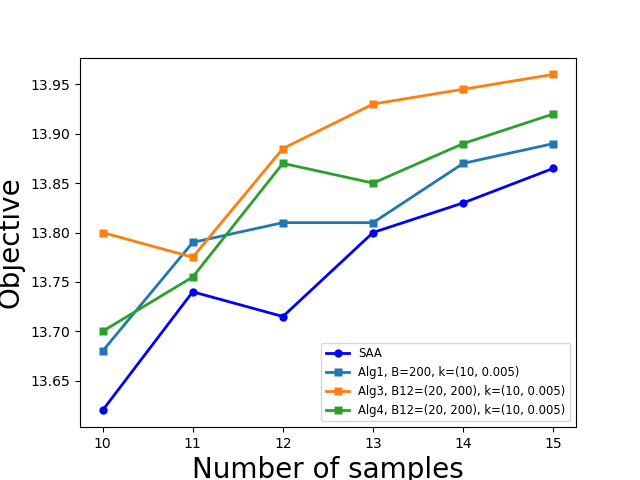 13.95
13.90
13.85
13.80
13.75
13.70
13.65
Objective
10 11 12 13 14 15
Number of samples
SAA
Alg1, B=200, k=(10, 0.005)
Alg3, B12=(20, 200), k=(10, 0.005)
Alg4, B12=(20, 200), k=(10, 0.005)